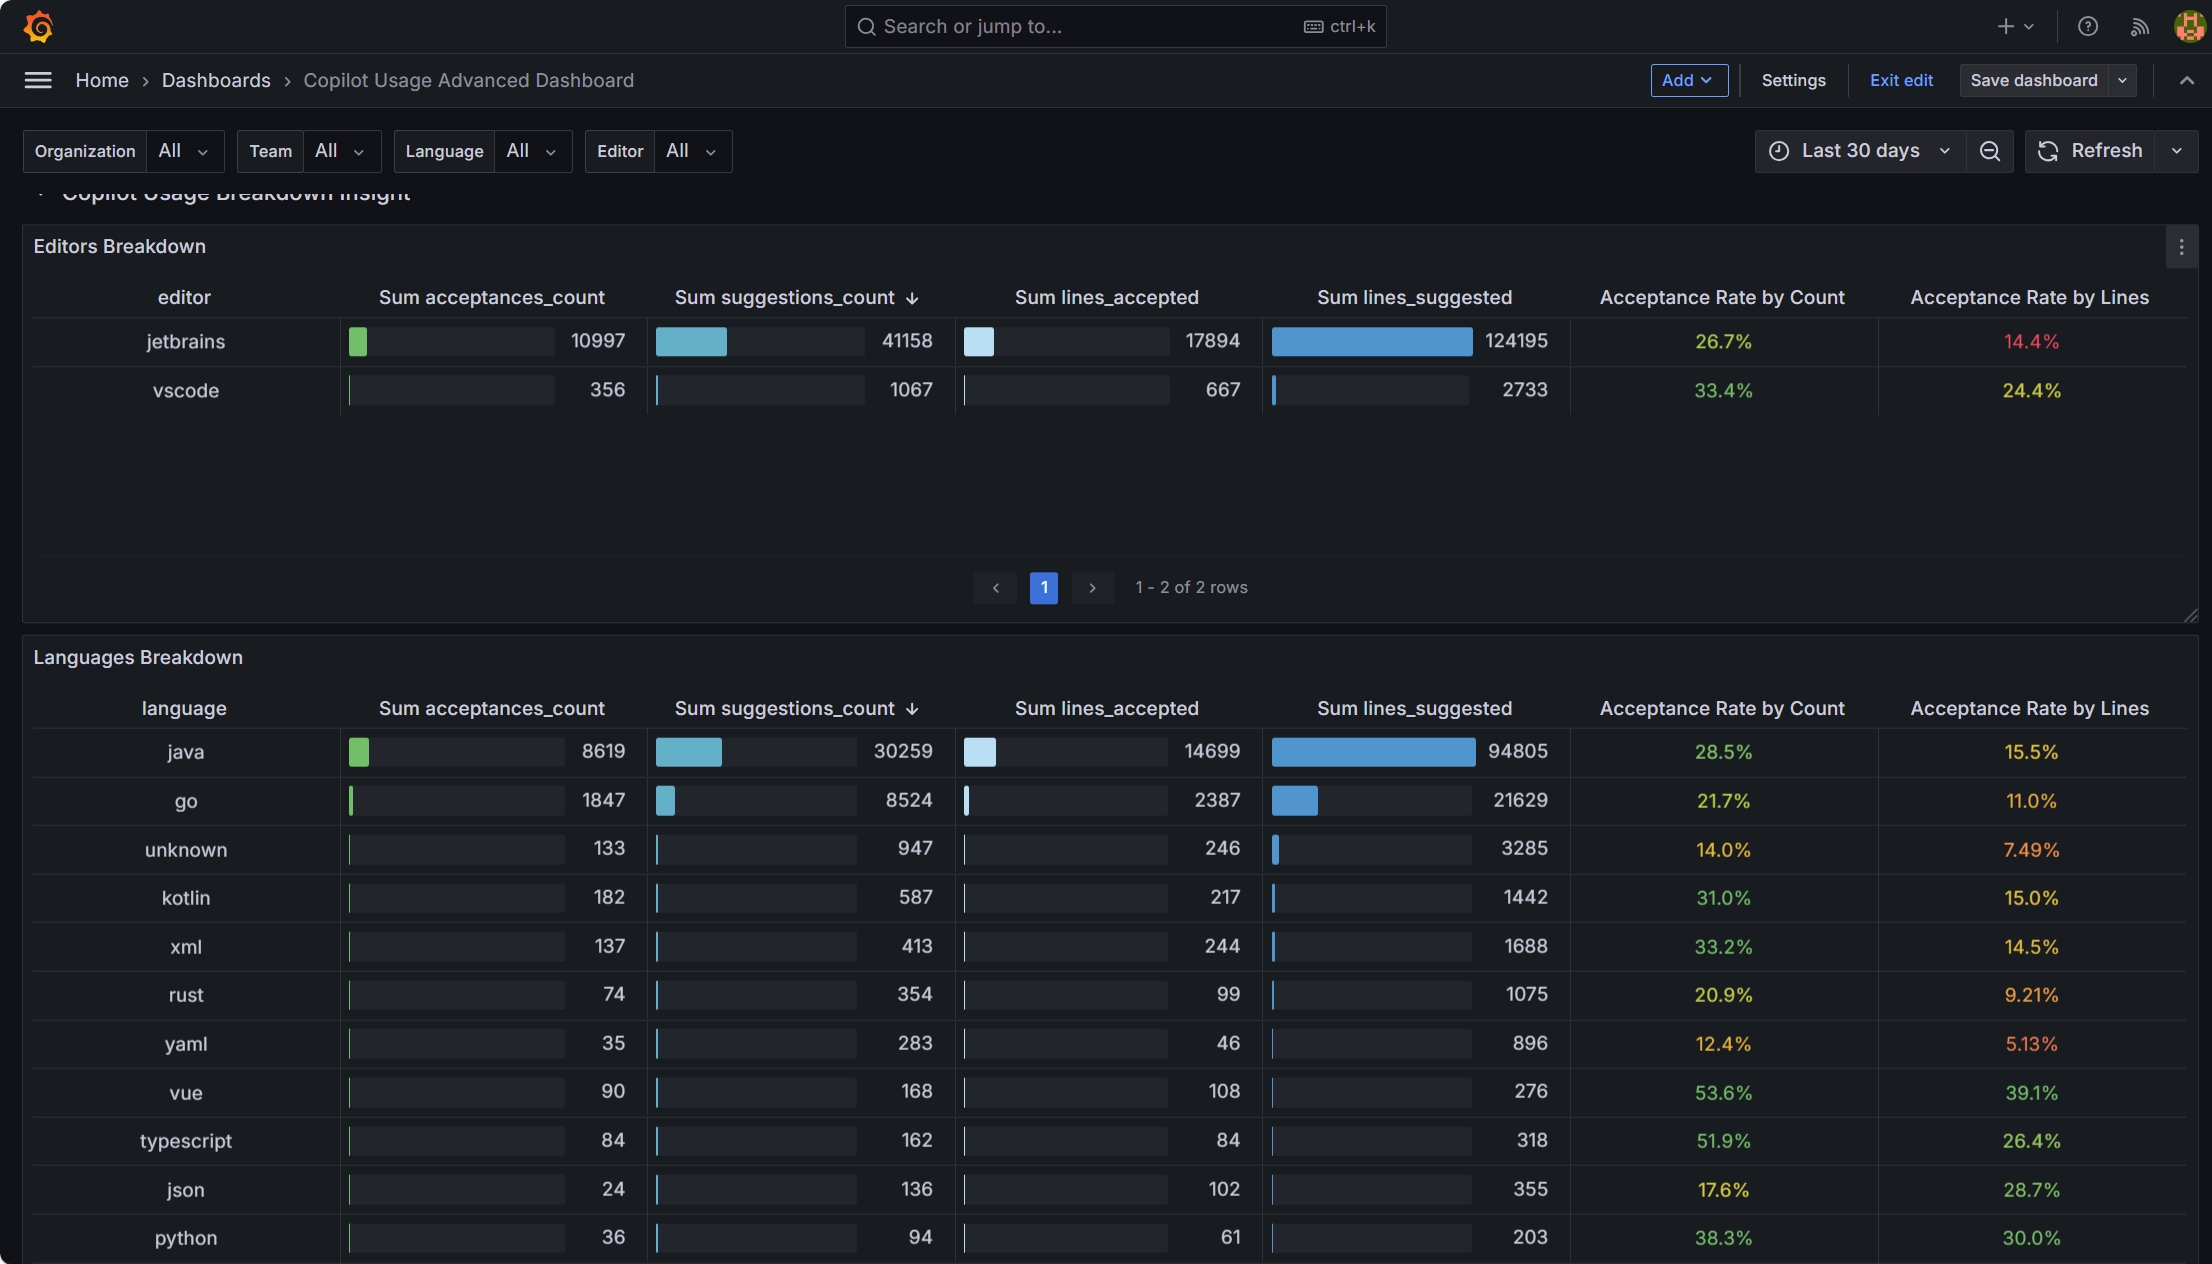 Search or jump to... ctrl+k
Home › Dashboards › Copilot Usage Advanced Dashboard Add Settings Exit edit Save dashboard
Organization All Team All Language All Editor All Last 30 days Refresh
Copilot Usage Breakdown Insight
Editors Breakdown
editor Sum acceptances_count Sum suggestions_count ↓ Sum lines_accepted Sum lines_suggested Acceptance Rate by Count Acceptance Rate by Lines
jetbrains 10997 41158 17894 124195 26.7% 14.4%
vscode 356 1067 667 2733 33.4% 24.4%
‹ 1 › 1 - 2 of 2 rows
Languages Breakdown
language Sum acceptances_count Sum suggestions_count ↓ Sum lines_accepted Sum lines_suggested Acceptance Rate by Count Acceptance Rate by Lines
java 8619 30259 14699 94805 28.5% 15.5%
go 1847 8524 2387 21629 21.7% 11.0%
unknown 133 947 246 3285 14.0% 7.49%
kotlin 182 587 217 1442 31.0% 15.0%
xml 137 413 244 1688 33.2% 14.5%
rust 74 354 99 1075 20.9% 9.21%
yaml 35 283 46 896 12.4% 5.13%
vue 90 168 108 276 53.6% 39.1%
typescript 84 162 84 318 51.9% 26.4%
json 24 136 102 355 17.6% 28.7%
python 36 94 61 203 38.3% 30.0%